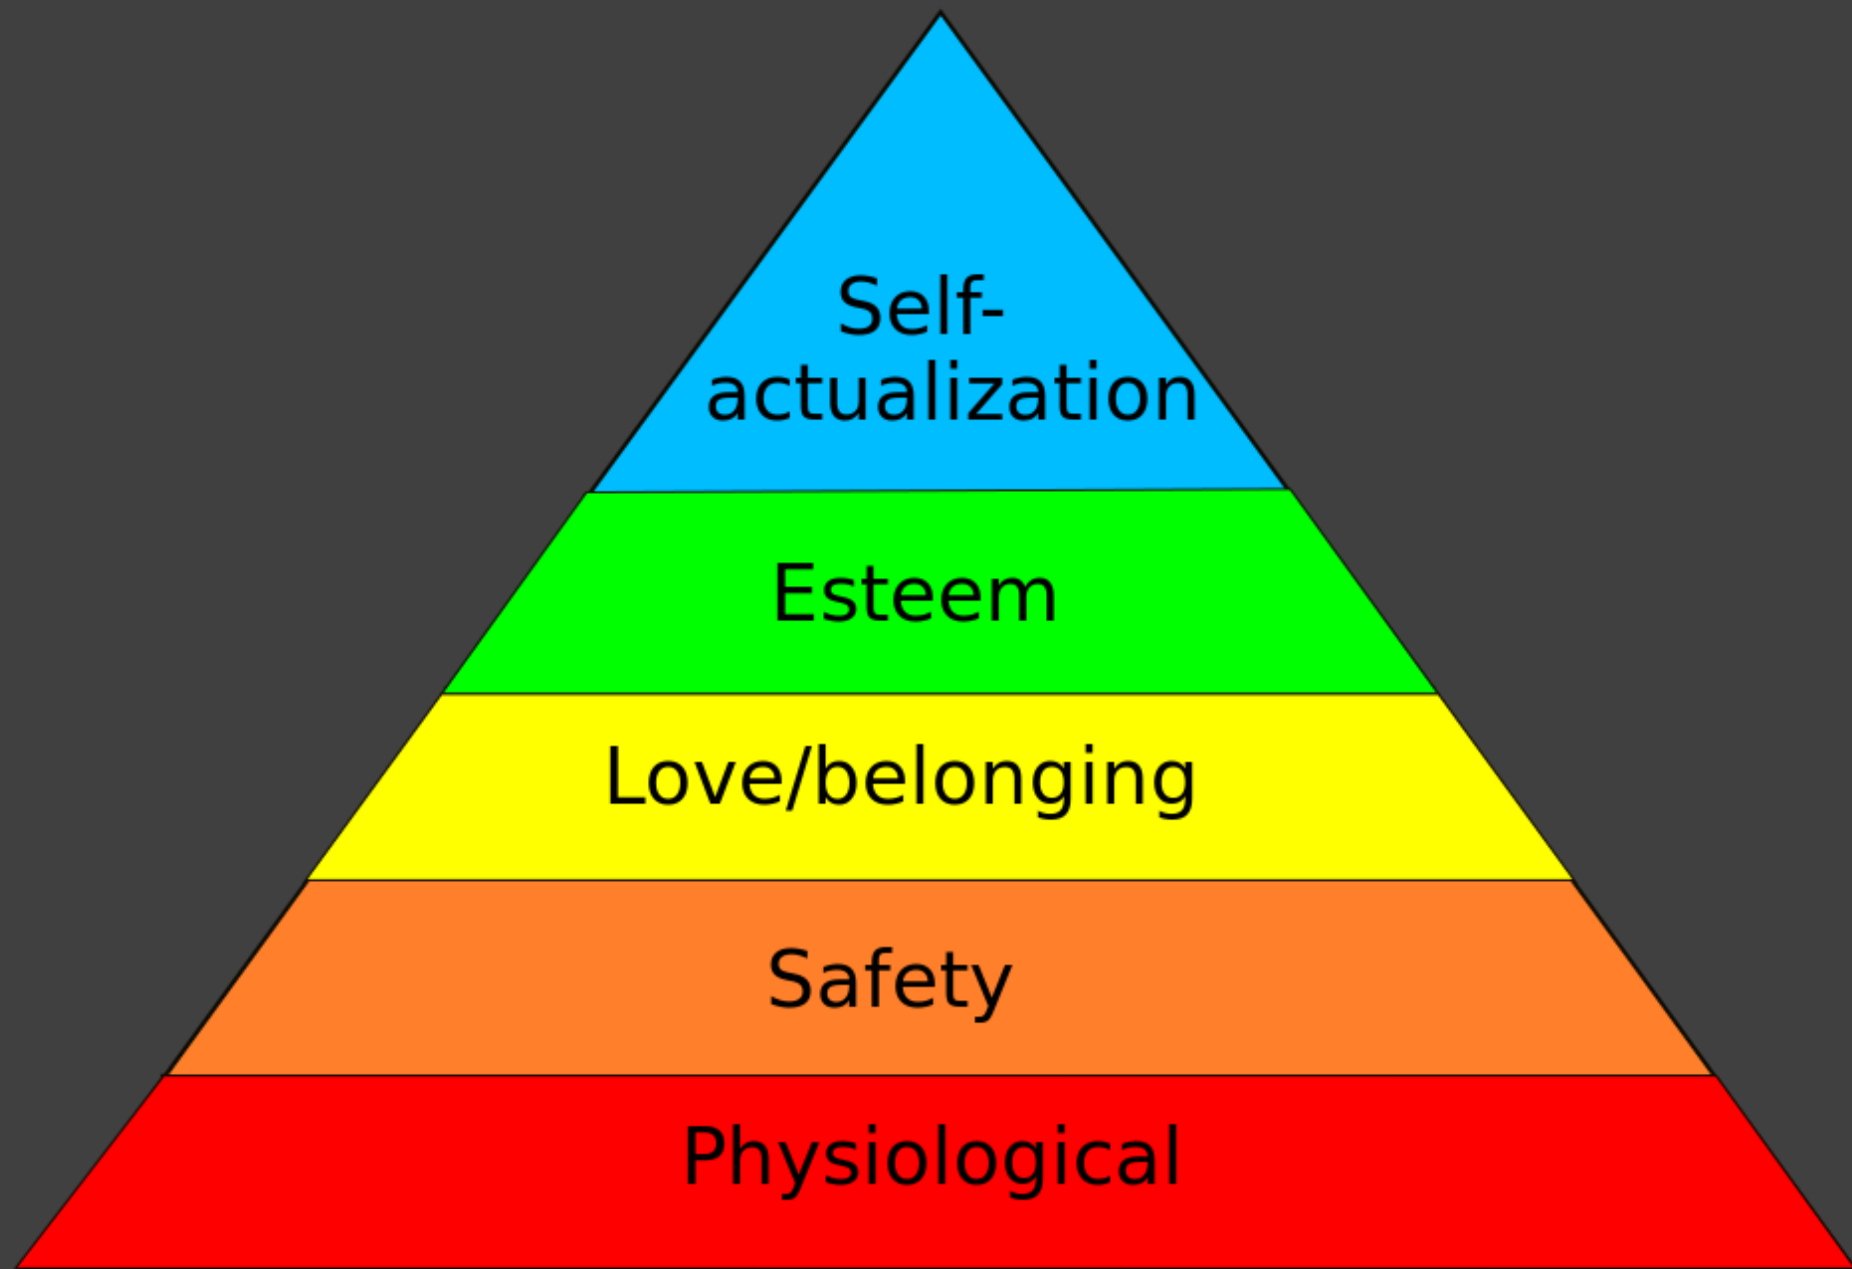 Self-
actualization
Esteem
Love/belonging
Safety
Physiological